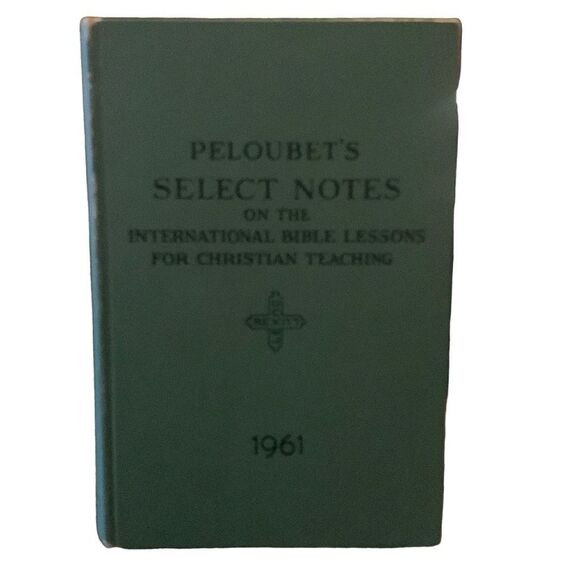 PELOUBET'S
SELECT NOTES
ON THE
INTERNATIONAL BIBLE LESSONS
FOR CHRISTIAN TEACHING
1961